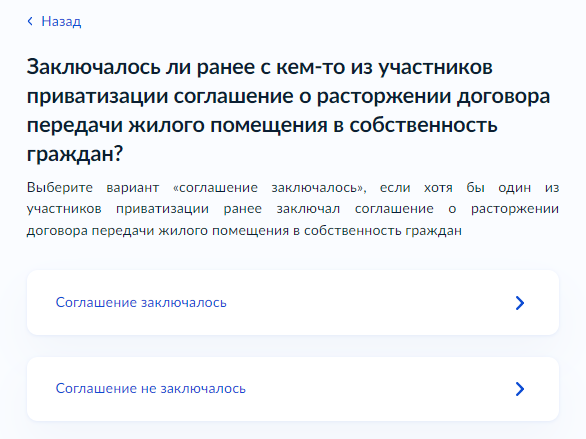 Назад
Заключалось ли ранее с кем-то из участников
приватизации соглашение о расторжении договора
передачи жилого помещения в собственность
граждан?
Выберите вариант «соглашение заключалось», если хотя бы один из
участников приватизации ранее заключал соглашение о расторжении
договора передачи жилого помещения в собственность граждан
Соглашение заключалось
Соглашение не заключалось